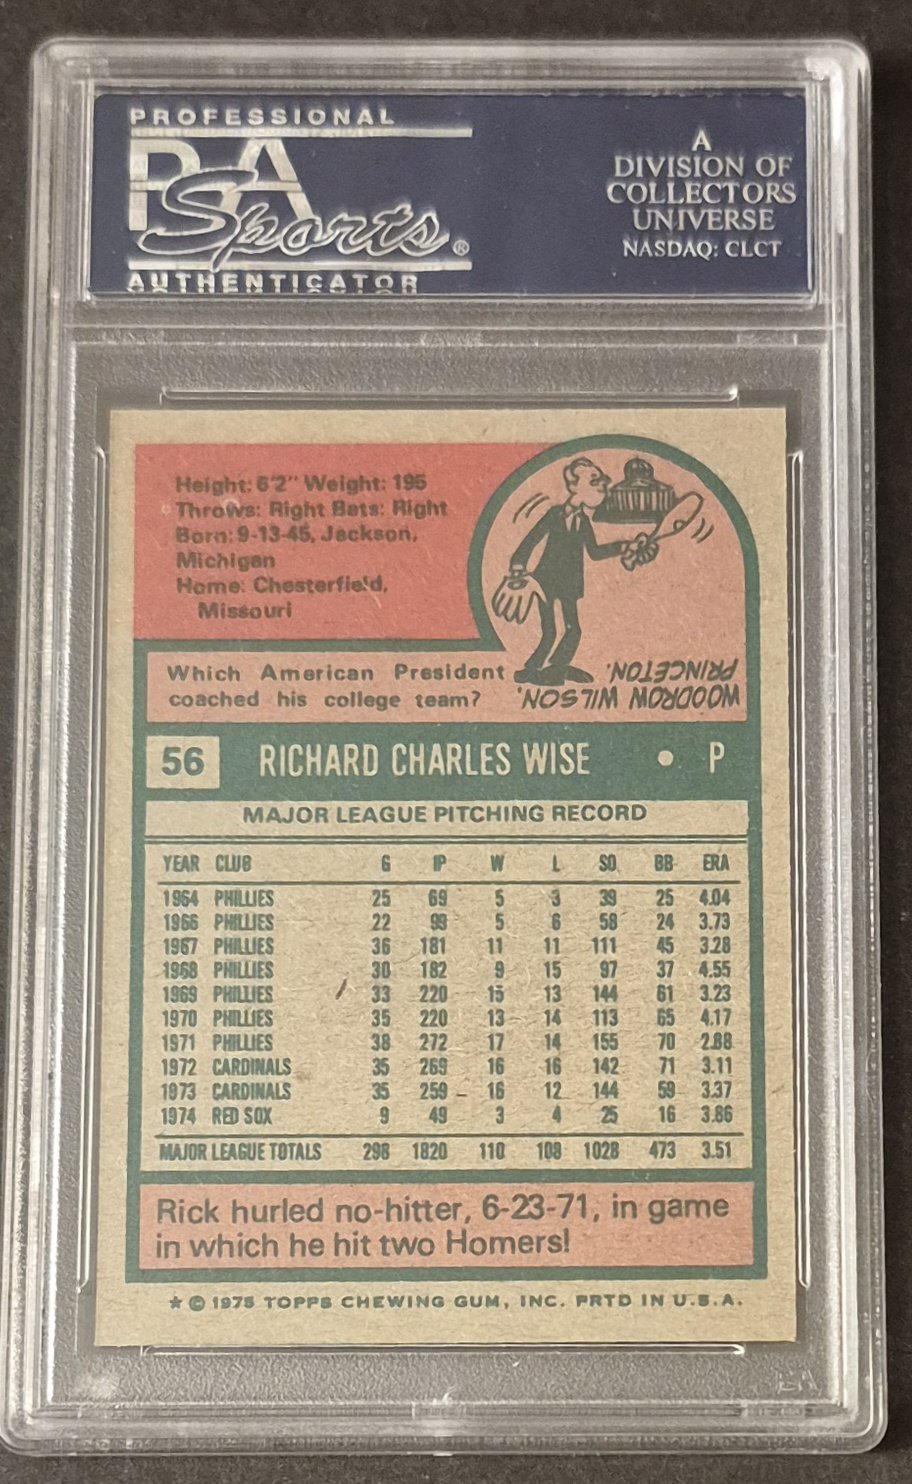 PROFESSIONAL
PSA
Sports®
AUTHENTICATOR
A
DIVISION OF
COLLECTORS
UNIVERSE
NASDAQ: CLCT
Height: 6'2" Weight: 195
Throws: Right Bats: Right
Born: 9-13-45, Jackson,
Michigan
Home: Chesterfield,
Missouri
Which American President
coached his college team?
WOODROW WILSON.
PRINCETON.
56 RICHARD CHARLES WISE • P
MAJOR LEAGUE PITCHING RECORD
YEAR CLUB G IP W L SO BB ERA
1964 PHILLIES 25 69 5 3 39 25 4.04
1966 PHILLIES 22 99 5 6 58 24 3.73
1967 PHILLIES 36 181 11 11 111 45 3.28
1968 PHILLIES 30 182 9 15 97 37 4.55
1969 PHILLIES 33 220 15 13 144 61 3.23
1970 PHILLIES 35 220 13 14 113 65 4.17
1971 PHILLIES 38 272 17 14 155 70 2.88
1972 CARDINALS 35 269 16 16 142 71 3.11
1973 CARDINALS 35 259 16 12 144 59 3.37
1974 RED SOX 9 49 3 4 25 16 3.86
MAJOR LEAGUE TOTALS 298 1820 110 108 1028 473 3.51
Rick hurled no-hitter, 6-23-71, in game
in which he hit two Homers!
★ © 1975 TOPPS CHEWING GUM, INC. PRTD IN U.S.A.